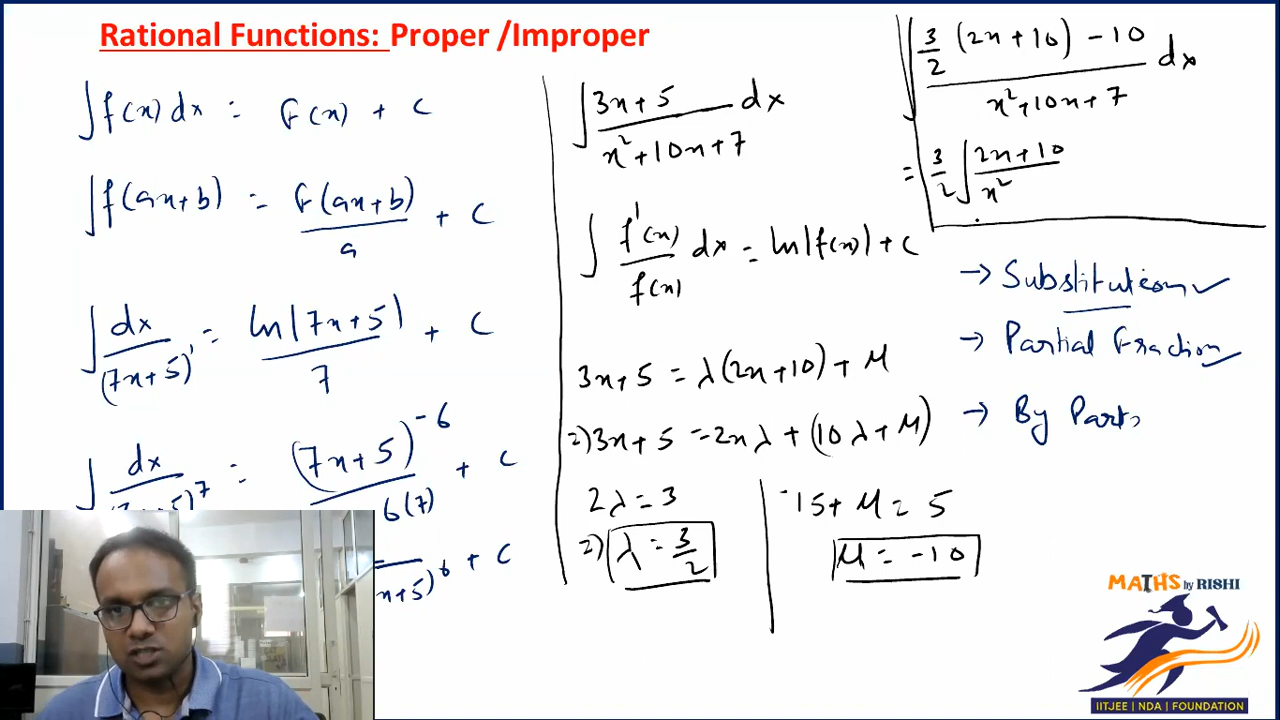 Rational Functions: Proper /Improper
∫f(x) dx = F(x) + C
∫f(ax+b) = F(ax+b)/a + C
∫dx/(7x+5)¹ = ln|7x+5|/7 + C
∫dx/(7x+5)⁷ = (7x+5)⁻⁶/6(7) + C
x+5)⁶ + C
∫3x+5/x²+10x+7 dx
∫f'(x)/f(x) dx = ln|f(x)| + C
3x+5 = λ(2x+10) + μ
⇒ 3x+5 = 2xλ + (10λ+μ)
2λ = 3
⇒ λ = 3/2
15+μ = 5
μ = -10
∫3/2 (2x+10) - 10/x²+10x+7 dx
= 3/2 ∫2x+10/x²
→ Substitution ✓
→ Partial Fraction ✓
→ By Parts
MATHS by RISHI
IITJEE | NDA | FOUNDATION